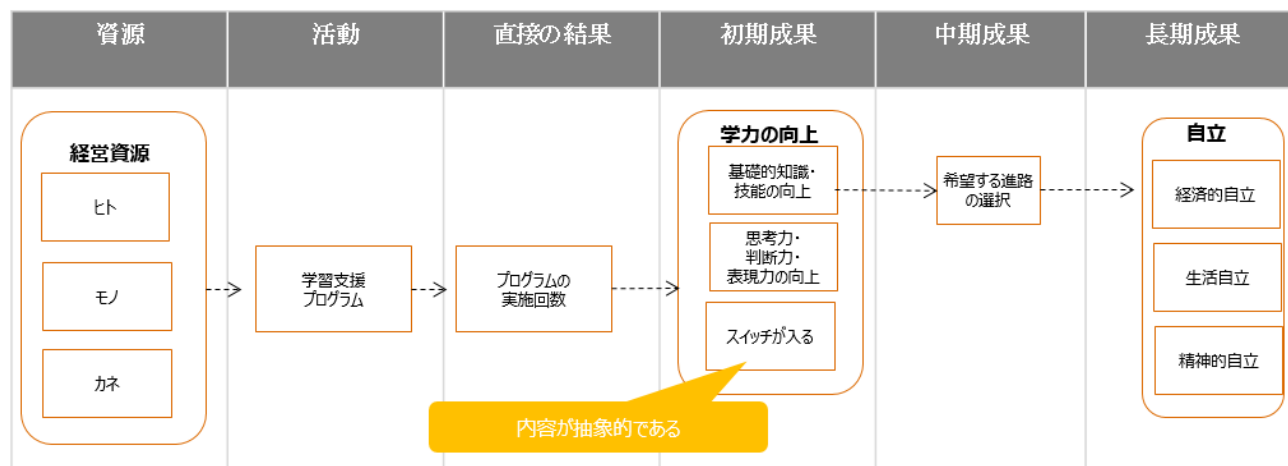 資源
活動
直接の結果
初期成果
中期成果
長期成果
経営資源
ヒト
モノ
カネ
学習支援
プログラム
プログラムの
実施回数
学力の向上
基礎的知識・
技能の向上
思考力・
判断力・
表現力の向上
スイッチが入る
内容が抽象的である
希望する進路
の選択
自立
経済的自立
生活自立
精神的自立